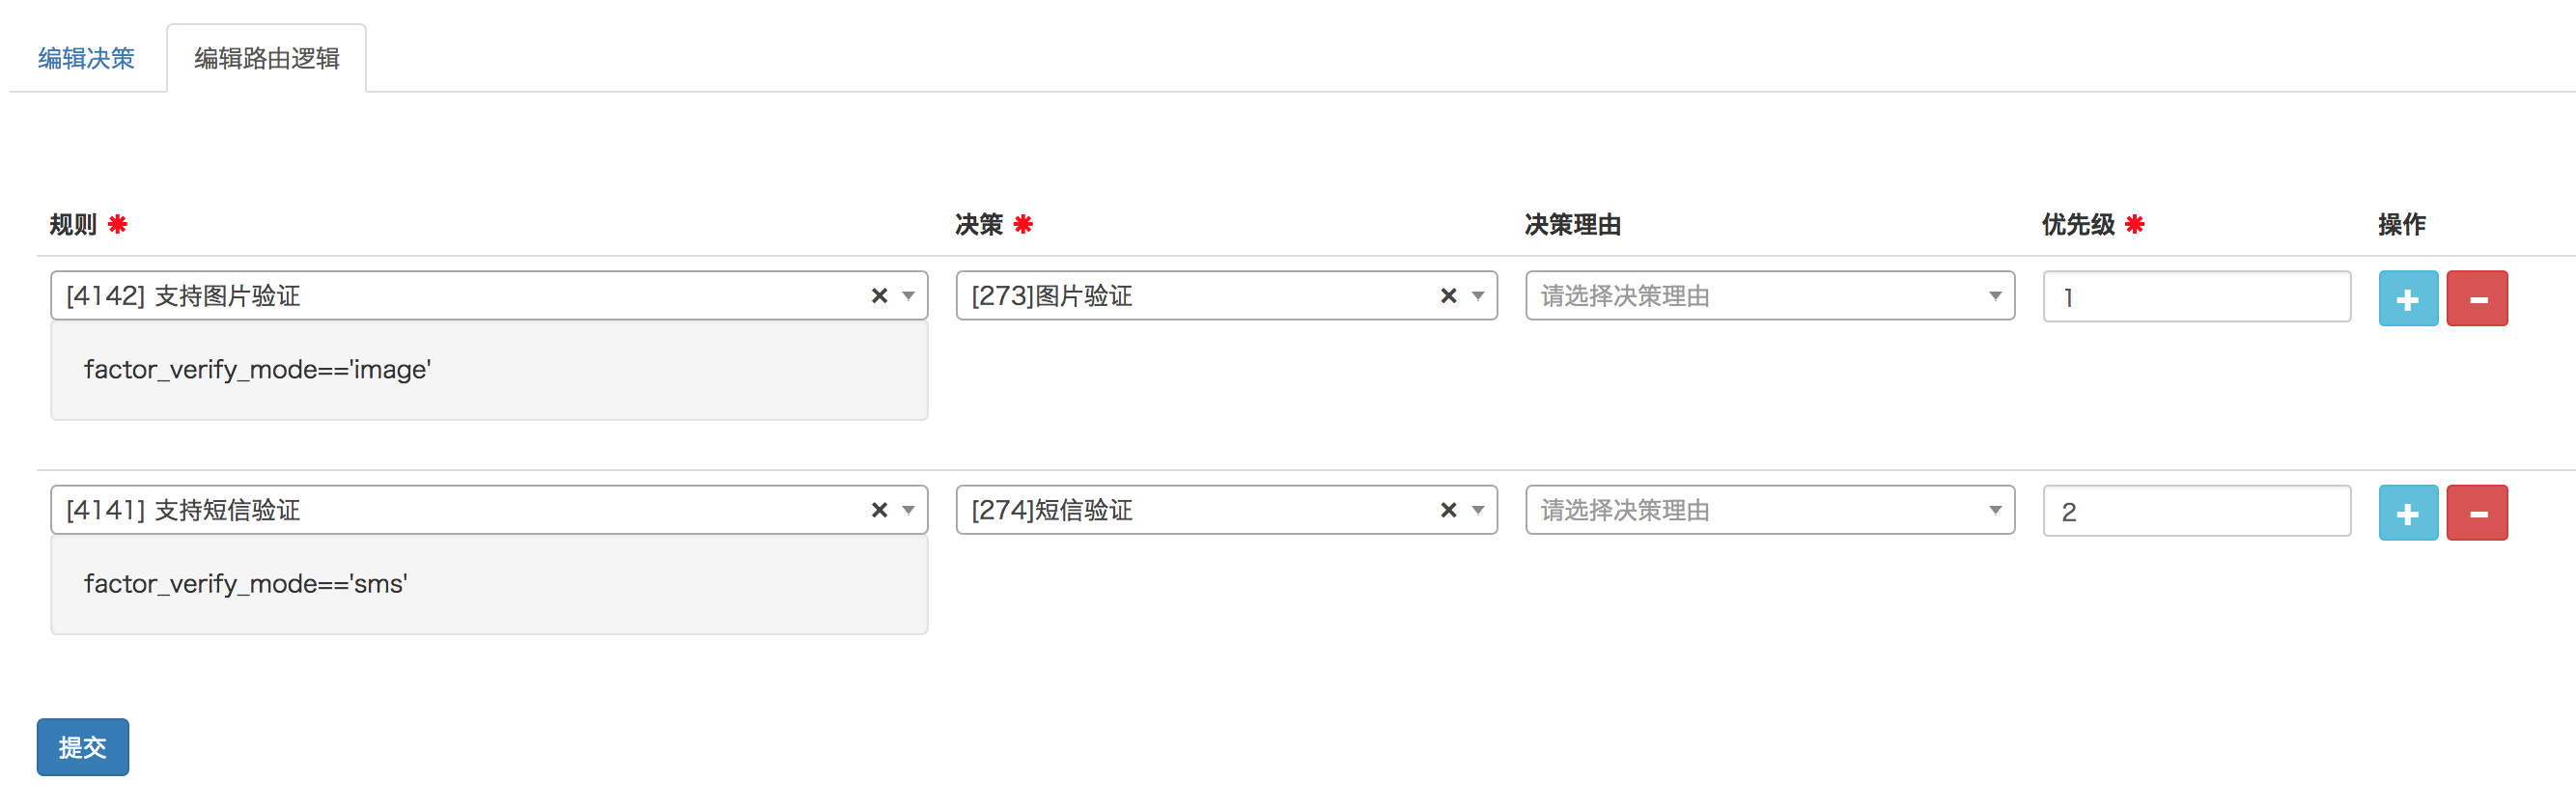 编辑决策 编辑路由逻辑
规则 * 决策 * 决策理由 优先级 * 操作
[4142] 支持图片验证 [273]图片验证 请选择决策理由 1
factor_verify_mode=='image'
[4141] 支持短信验证 [274]短信验证 请选择决策理由 2
factor_verify_mode=='sms'
提交